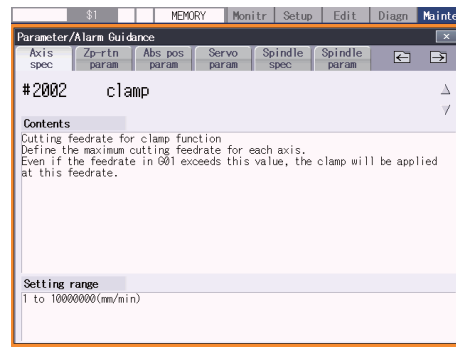 $1 MEMORY Monitr Setup Edit Diagn Mainte
Parameter/Alarm Guidance
Axis spec Zp-rtn param Abs pos param Servo param Spindle spec Spindle param
#2002 clamp
Contents
Cutting feedrate for clamp function
Define the maximum cutting feedrate for each axis.
Even if the feedrate in G01 exceeds this value, the clamp will be applied
at this feedrate.
Setting range
1 to 10000000(mm/min)